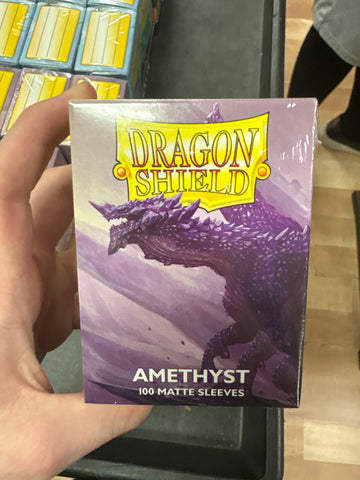 DRAGON
SHIELD
AMETHYST
100 MATTE SLEEVES